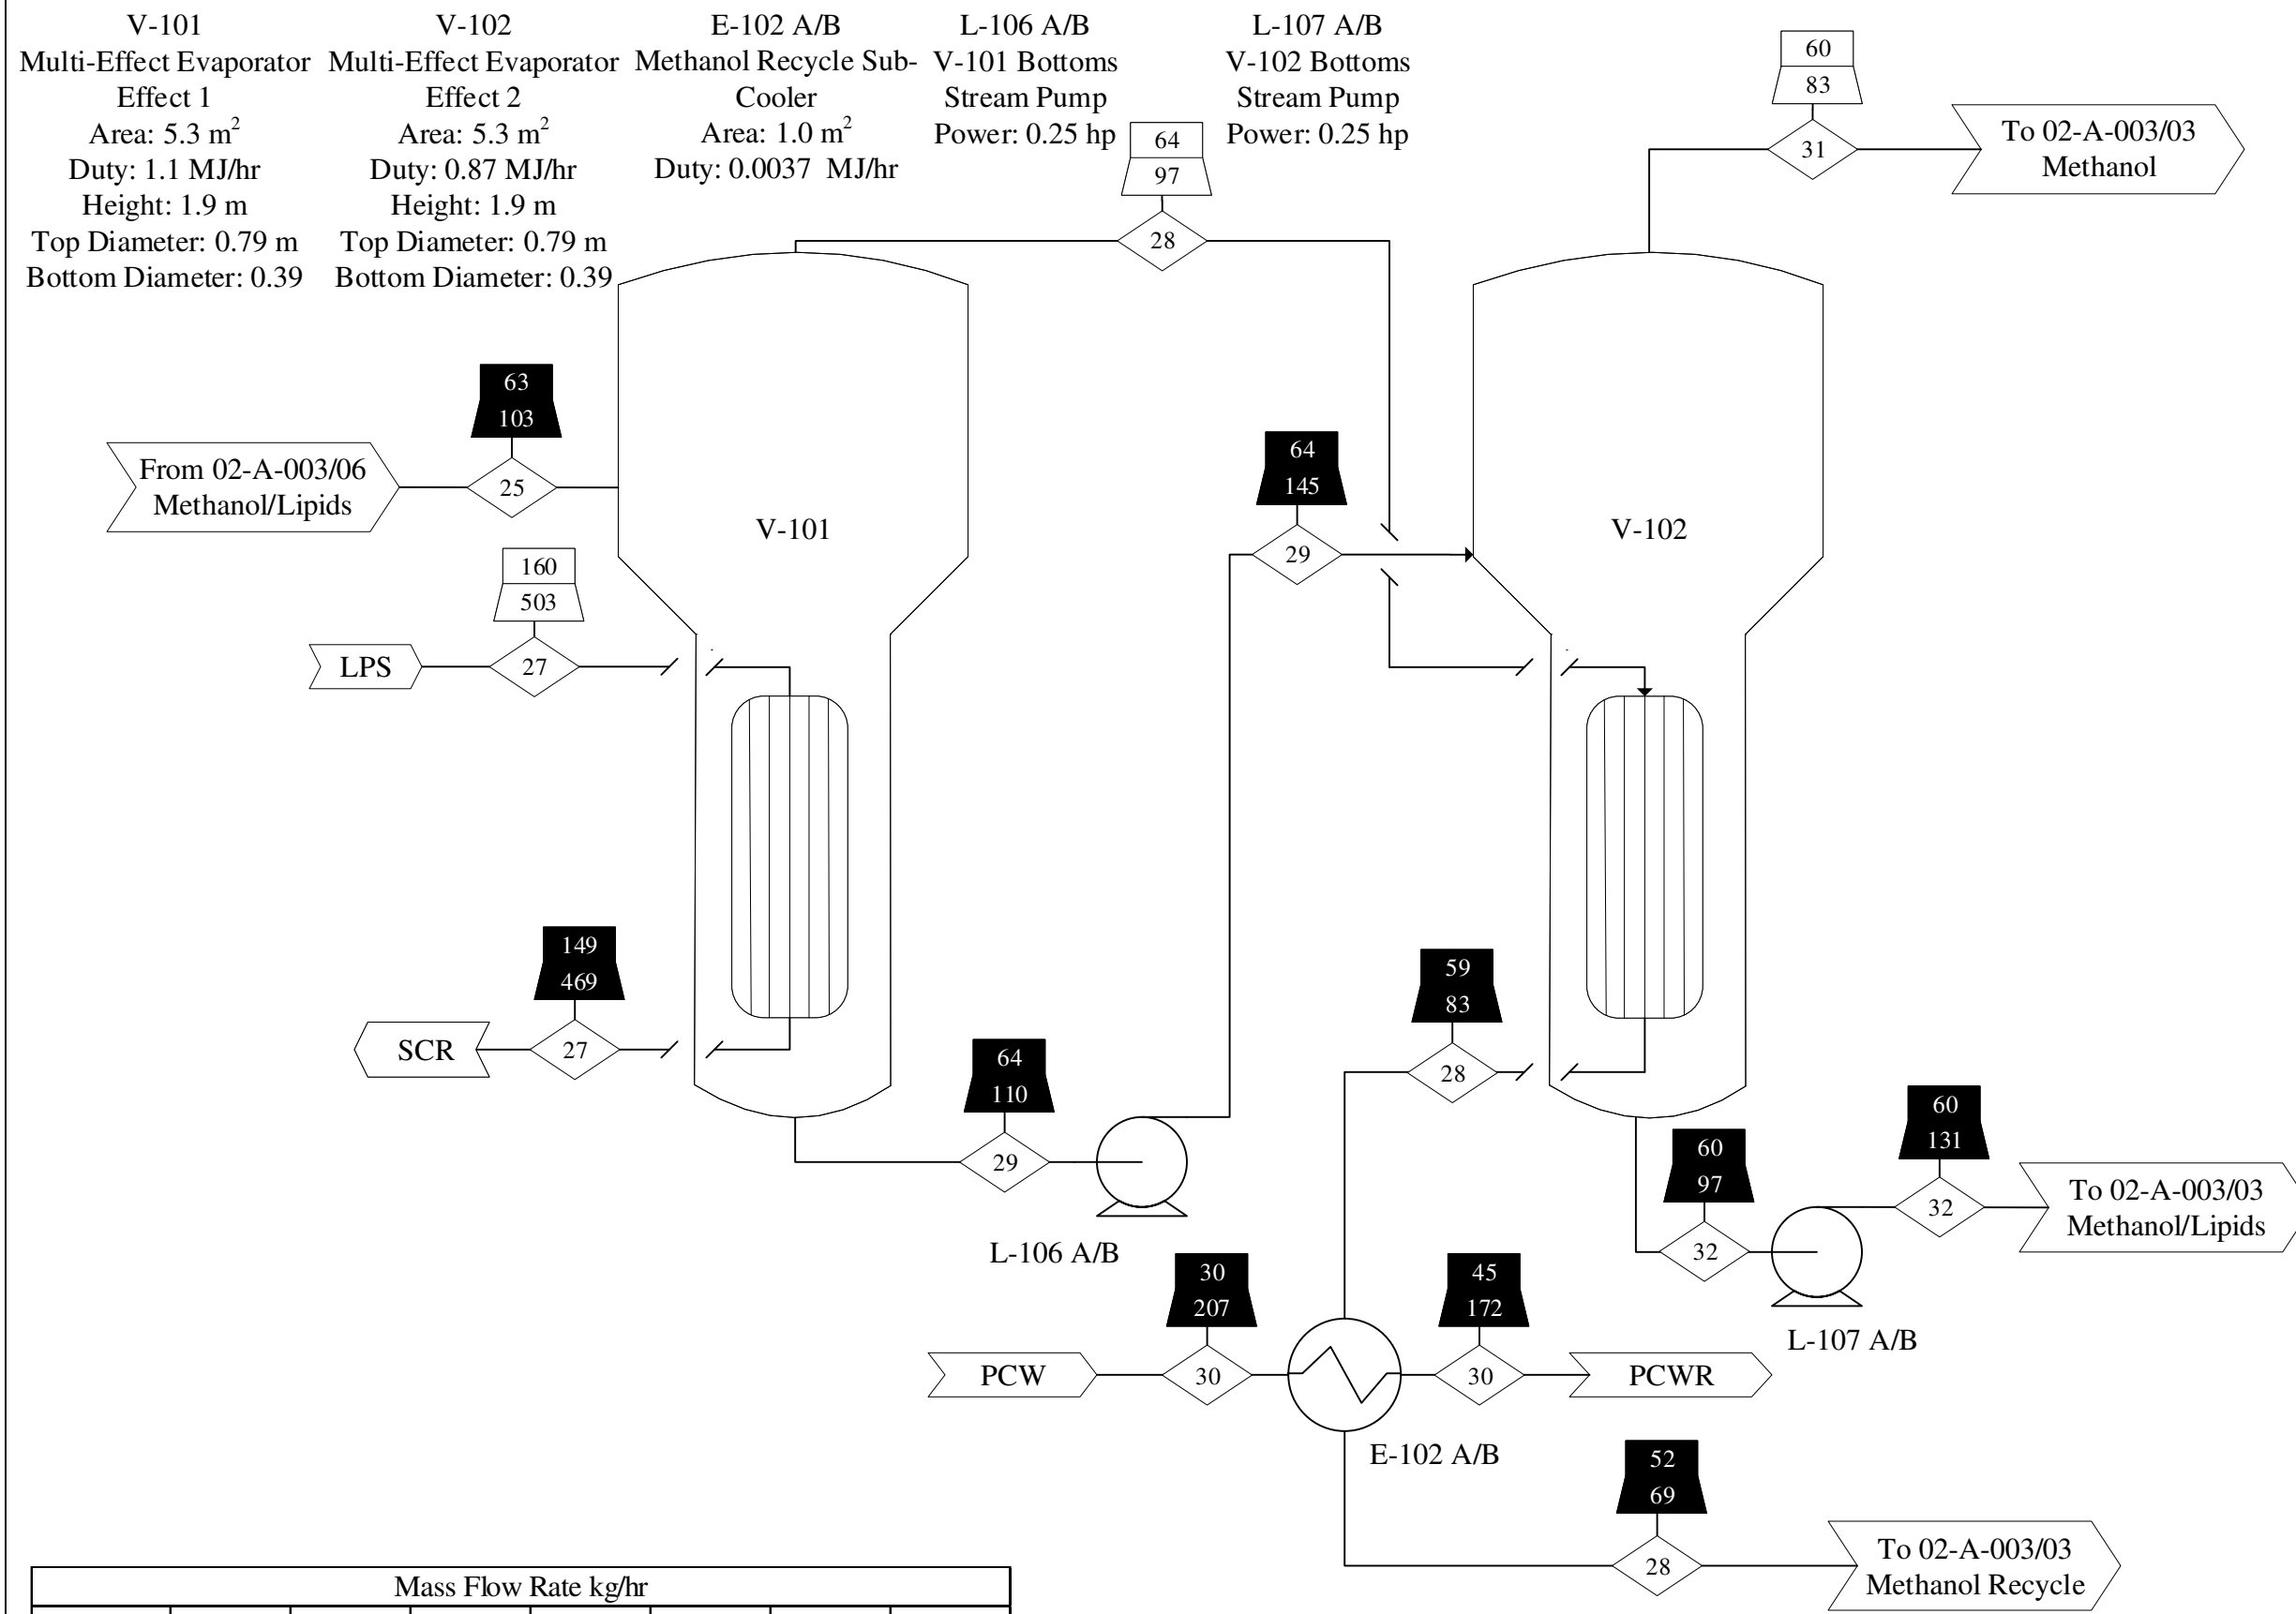 V-101
Multi-Effect Evaporator
Effect 1
Area: 5.3 m²
Duty: 1.1 MJ/hr
Height: 1.9 m
Top Diameter: 0.79 m
Bottom Diameter: 0.39
V-102
Multi-Effect Evaporator
Effect 2
Area: 5.3 m²
Duty: 0.87 MJ/hr
Height: 1.9 m
Top Diameter: 0.79 m
Bottom Diameter: 0.39
E-102 A/B
Methanol Recycle Sub-
Cooler
Area: 1.0 m²
Duty: 0.0037 MJ/hr
L-106 A/B
V-101 Bottoms
Stream Pump
Power: 0.25 hp
L-107 A/B
V-102 Bottoms
Stream Pump
Power: 0.25 hp
60
83
31
To 02-A-003/03
Methanol
64
97
28
63
103
25
From 02-A-003/06
Methanol/Lipids
V-101
64
145
29
V-102
160
503
27
LPS
149
469
27
SCR
64
110
29
L-106 A/B
59
83
28
60
97
32
60
131
32
To 02-A-003/03
Methanol/Lipids
L-107 A/B
30
207
30
PCW
45
172
30
PCWR
E-102 A/B
52
69
28
To 02-A-003/03
Methanol Recycle
Mass Flow Rate kg/hr